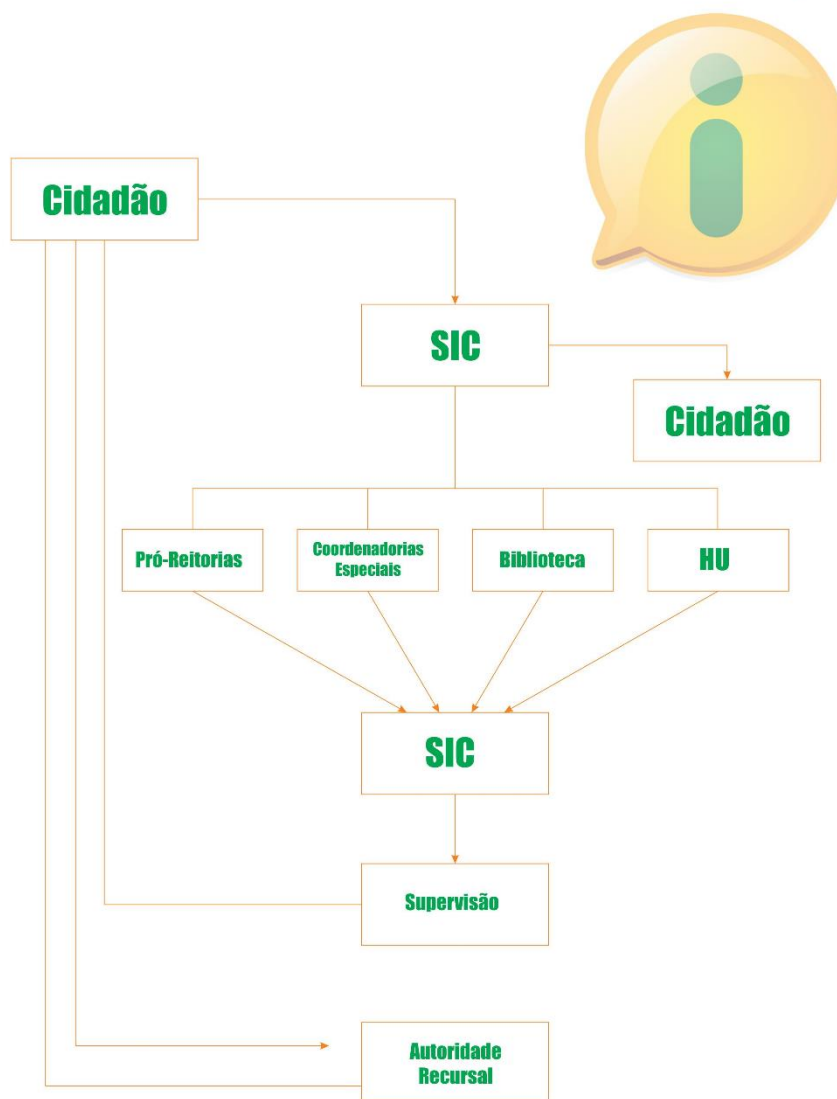 Cidadão
SIC
Cidadão
Pró-Reitorias
Coordenadorias
Especiais
Biblioteca
HU
SIC
Supervisão
Autoridade
Recursal